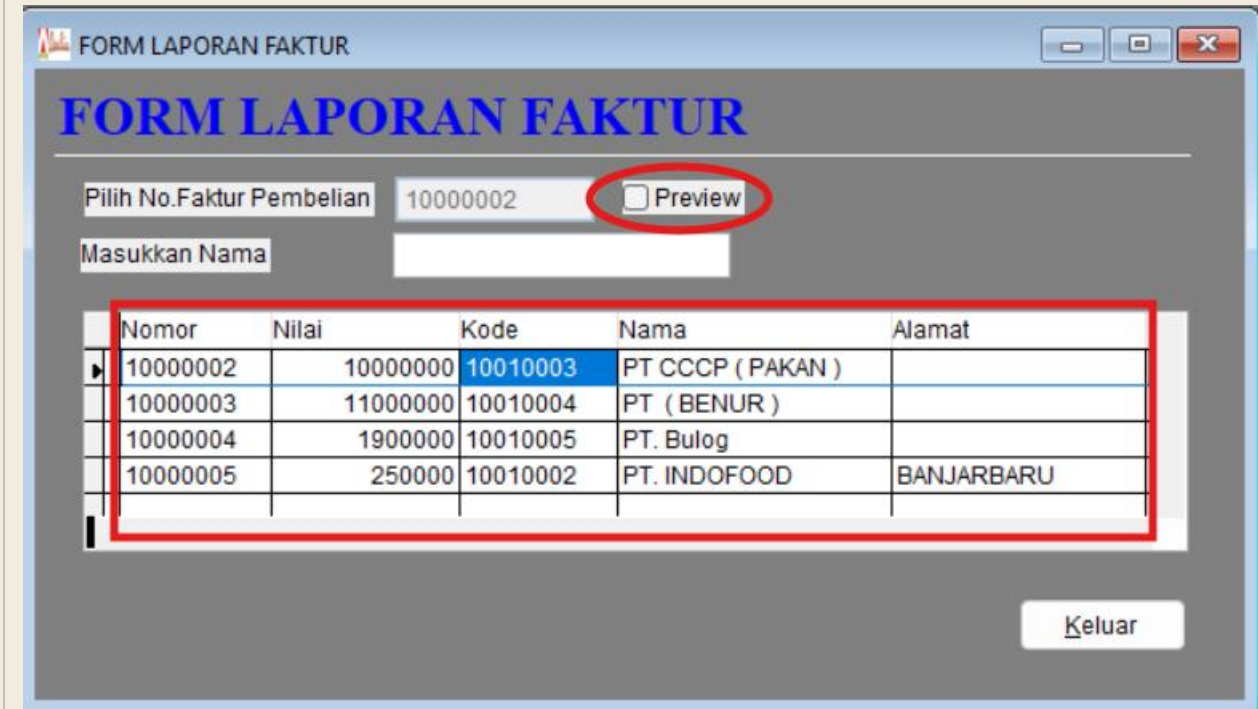 FORM LAPORAN FAKTUR
FORM LAPORAN FAKTUR
Pilih No.Faktur Pembelian 10000002 Preview
Masukkan Nama
Nomor Nilai Kode Nama Alamat
10000002 10000000 10010003 PT CCCP ( PAKAN )
10000003 11000000 10010004 PT ( BENUR )
10000004 1900000 10010005 PT. Bulog
10000005 250000 10010002 PT. INDOFOOD BANJARBARU
Keluar